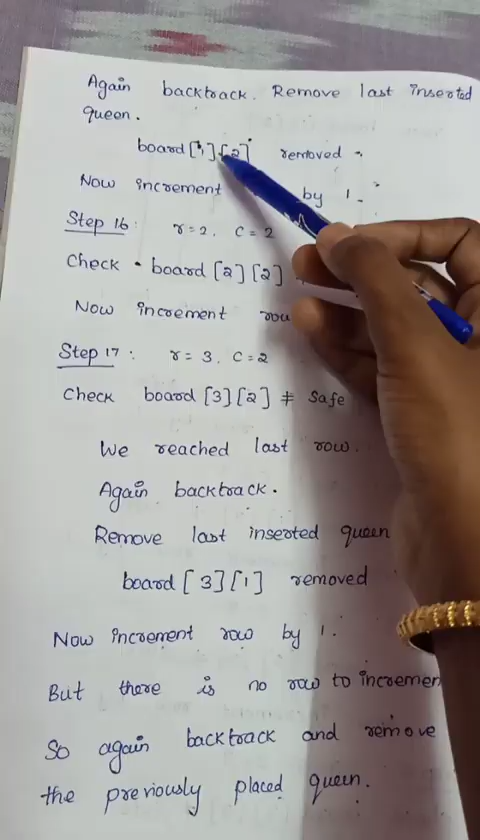 Again backtrack. Remove last inserted
queen.
board[1][2] removed.
Now increment by 1.
Step 16: r=2, c=2
Check board[2][2]
Now increment row
Step 17: r=3, c=2
Check board[3][2] ≠ Safe
We reached last row.
Again backtrack.
Remove last inserted queen
board[3][1] removed
Now increment row by 1.
But there is no row to incremen
So again backtrack and remove
the previously placed queen.